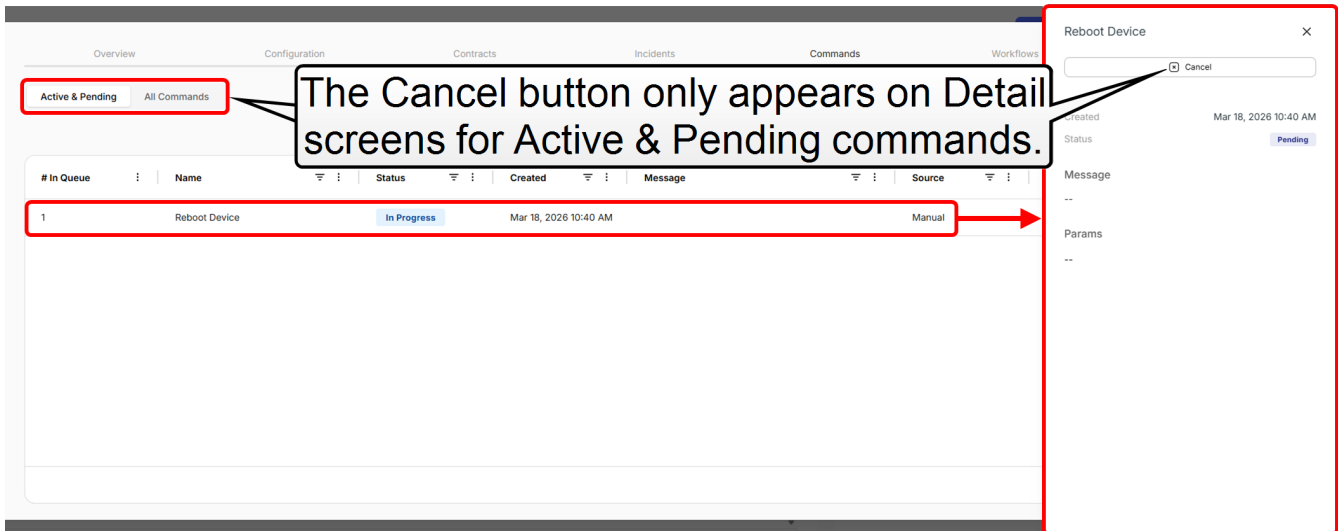 Overview Configuration Contracts Incidents Commands Workflows
Active & Pending All Commands
The Cancel button only appears on Detail
screens for Active & Pending commands.
# In Queue Name Status Created Message Source
1 Reboot Device In Progress Mar 18, 2026 10:40 AM Manual
Reboot Device
Cancel
Created Mar 18, 2026 10:40 AM
Status Pending
Message
--
Params
--